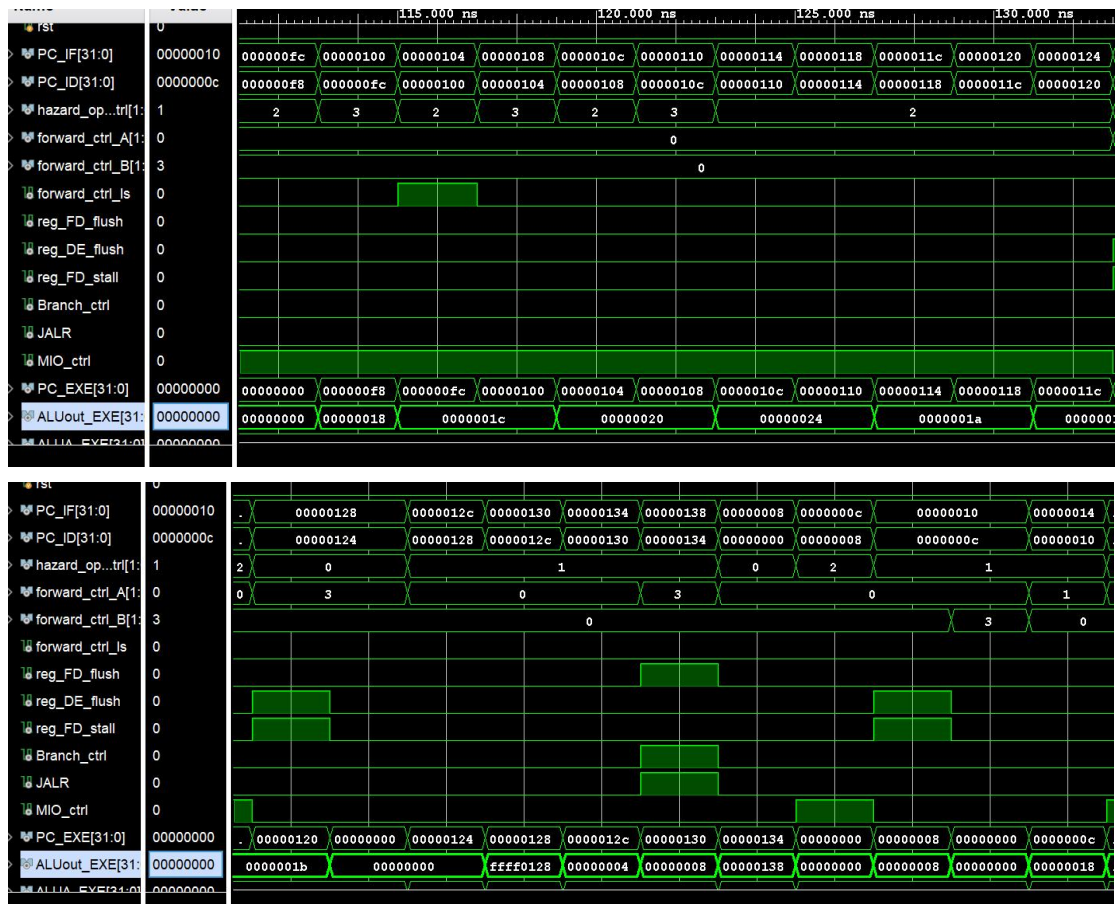 rst 0
115.000 ns 120.000 ns 125.000 ns 130.000 ns
PC_IF[31:0] 00000010 000000fc 00000100 00000104 00000108 0000010c 00000110 00000114 00000118 0000011c 00000120 00000124
PC_ID[31:0] 0000000c 000000f8 000000fc 00000100 00000104 00000108 0000010c 00000110 00000114 00000118 0000011c 00000120
hazard_op...trl[1: 1 2 3 2 3 2 3 2
forward_ctrl_A[1: 0 0
forward_ctrl_B[1: 3 0
forward_ctrl_ls 0
reg_FD_flush 0
reg_DE_flush 0
reg_FD_stall 0
Branch_ctrl 0
JALR 0
MIO_ctrl 0
PC_EXE[31:0] 00000000 00000000 000000f8 000000fc 00000100 00000104 00000108 0000010c 00000110 00000114 00000118 0000011c
ALUout_EXE[31: 00000000 00000000 00000018 0000001c 00000020 00000024 0000001a
rst 0
PC_IF[31:0] 00000010 . 00000128 0000012c 00000130 00000134 00000138 00000008 0000000c 00000010 00000014
PC_ID[31:0] 0000000c . 00000124 00000128 0000012c 00000130 00000134 00000000 00000008 0000000c 00000010
hazard_op...trl[1: 1 2 0 1 0 2 1
forward_ctrl_A[1: 0 0 3 0 3 0 1
forward_ctrl_B[1: 3 0 3 0
forward_ctrl_ls 0
reg_FD_flush 0
reg_DE_flush 0
reg_FD_stall 0
Branch_ctrl 0
JALR 0
MIO_ctrl 0
PC_EXE[31:0] 00000000 . 00000120 00000000 00000124 00000128 0000012c 00000130 00000134 00000000 00000008 00000000 0000000c
ALUout_EXE[31: 00000000 0000001b 00000000 ffff0128 00000004 00000008 00000138 00000000 00000008 00000000 00000018